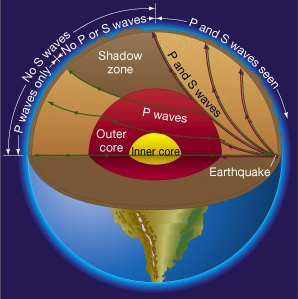 No S waves
P waves only
No P or S waves
P and S waves seen
Shadow
zone
P and S waves
P waves
Outer
core
Inner core
Earthquake